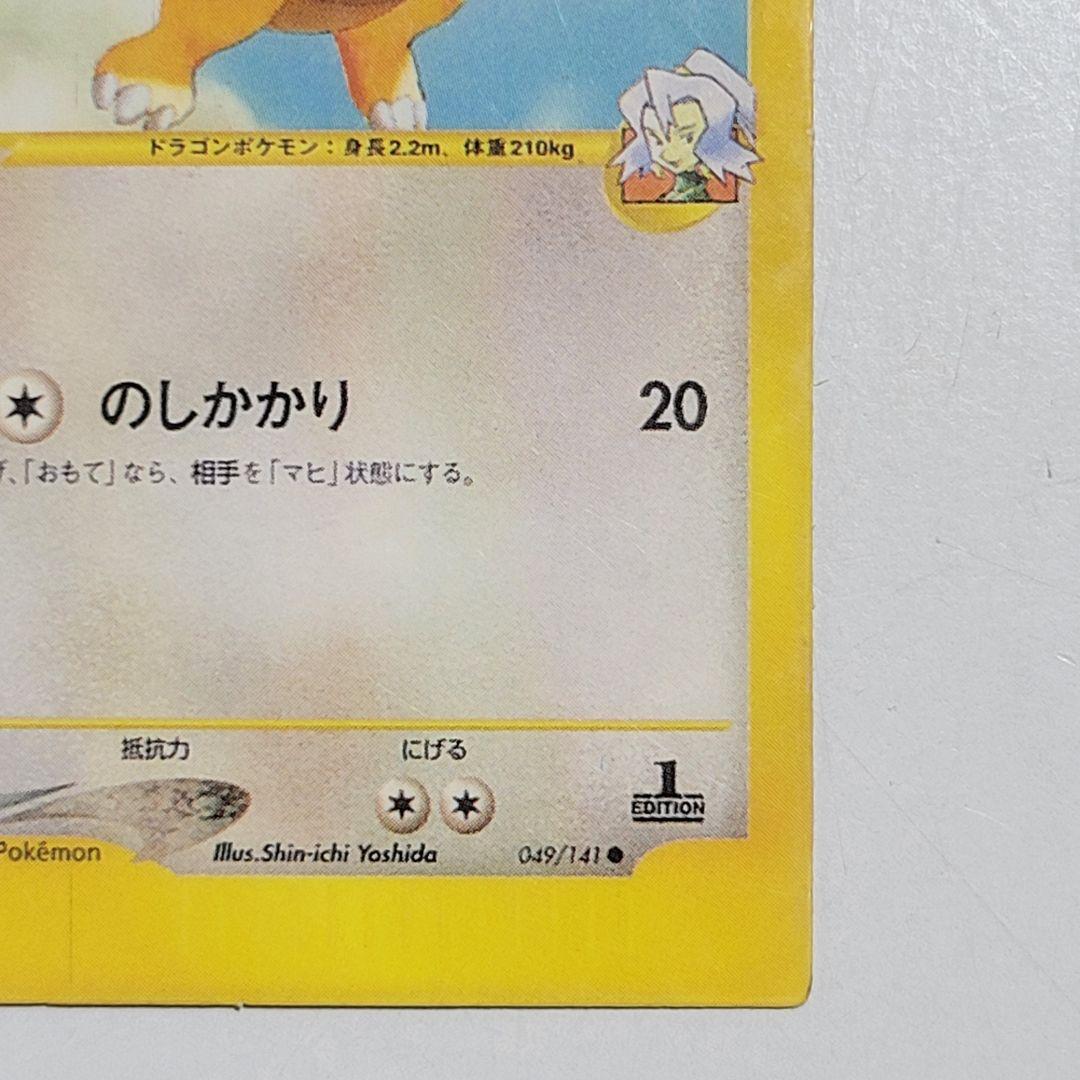 ドラゴンポケモン：身長2.2m、体重210kg
のしかかり 20
、「おもて」なら、相手を「マヒ」状態にする。
抵抗力 にげる
1
EDITION
Pokémon Illus.Shin-ichi Yoshida 049/141●